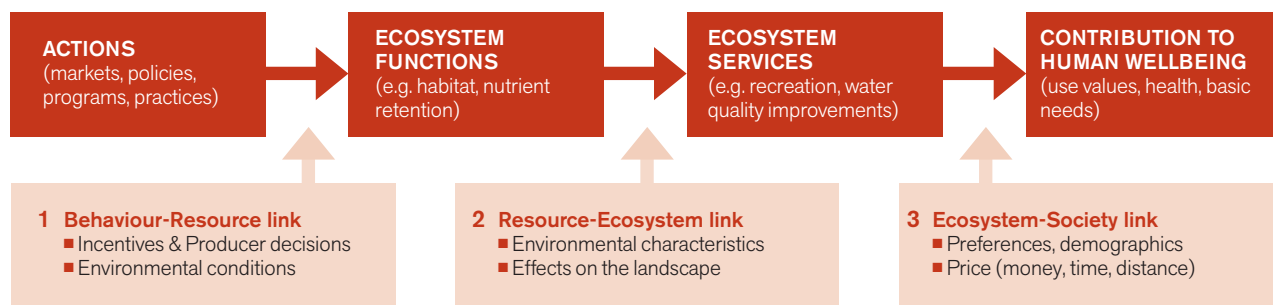 ACTIONS
(markets, policies,
programs, practices)
ECOSYSTEM
FUNCTIONS
(e.g. habitat, nutrient
retention)
ECOSYSTEM
SERVICES
(e.g. recreation, water
quality improvements)
CONTRIBUTION TO
HUMAN WELLBEING
(use values, health, basic
needs)
1 Behaviour-Resource link
■ Incentives & Producer decisions
■ Environmental conditions
2 Resource-Ecosystem link
■ Environmental characteristics
■ Effects on the landscape
3 Ecosystem-Society link
■ Preferences, demographics
■ Price (money, time, distance)